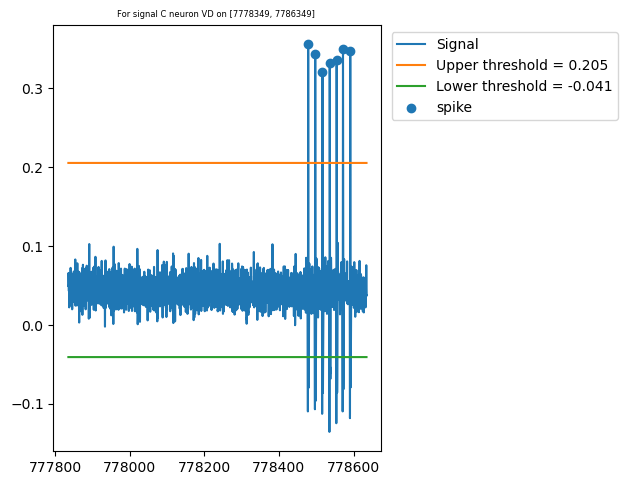 For signal C neuron VD on [7778349, 7786349]
Signal
Upper threshold = 0.205
Lower threshold = -0.041
spike
0.3
0.2
0.1
0.0
−0.1
777800 778000 778200 778400 778600